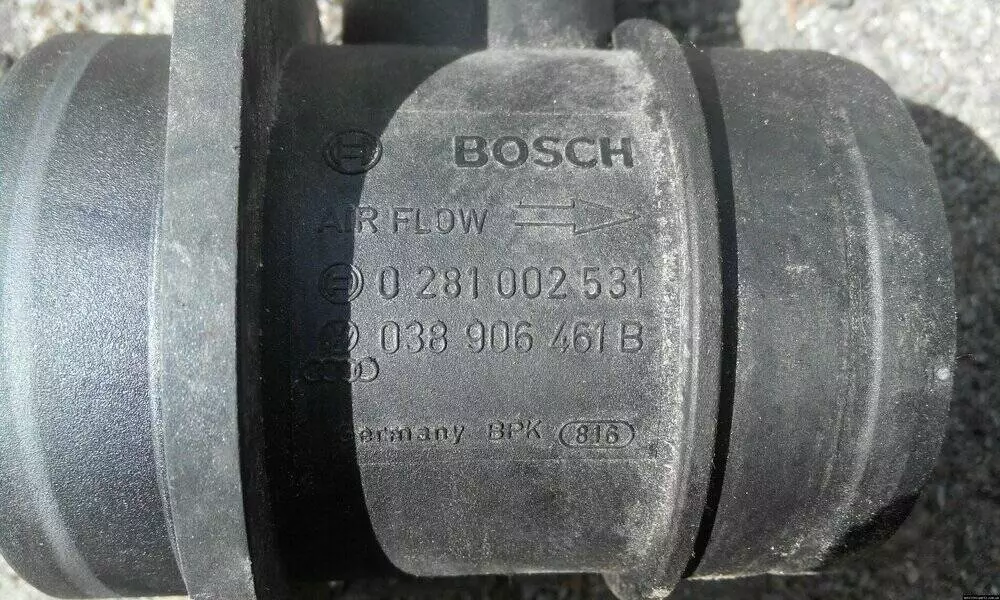 BOSCH
AIR FLOW
0 281 002 531
038 906 461 B
Germany BPK 816